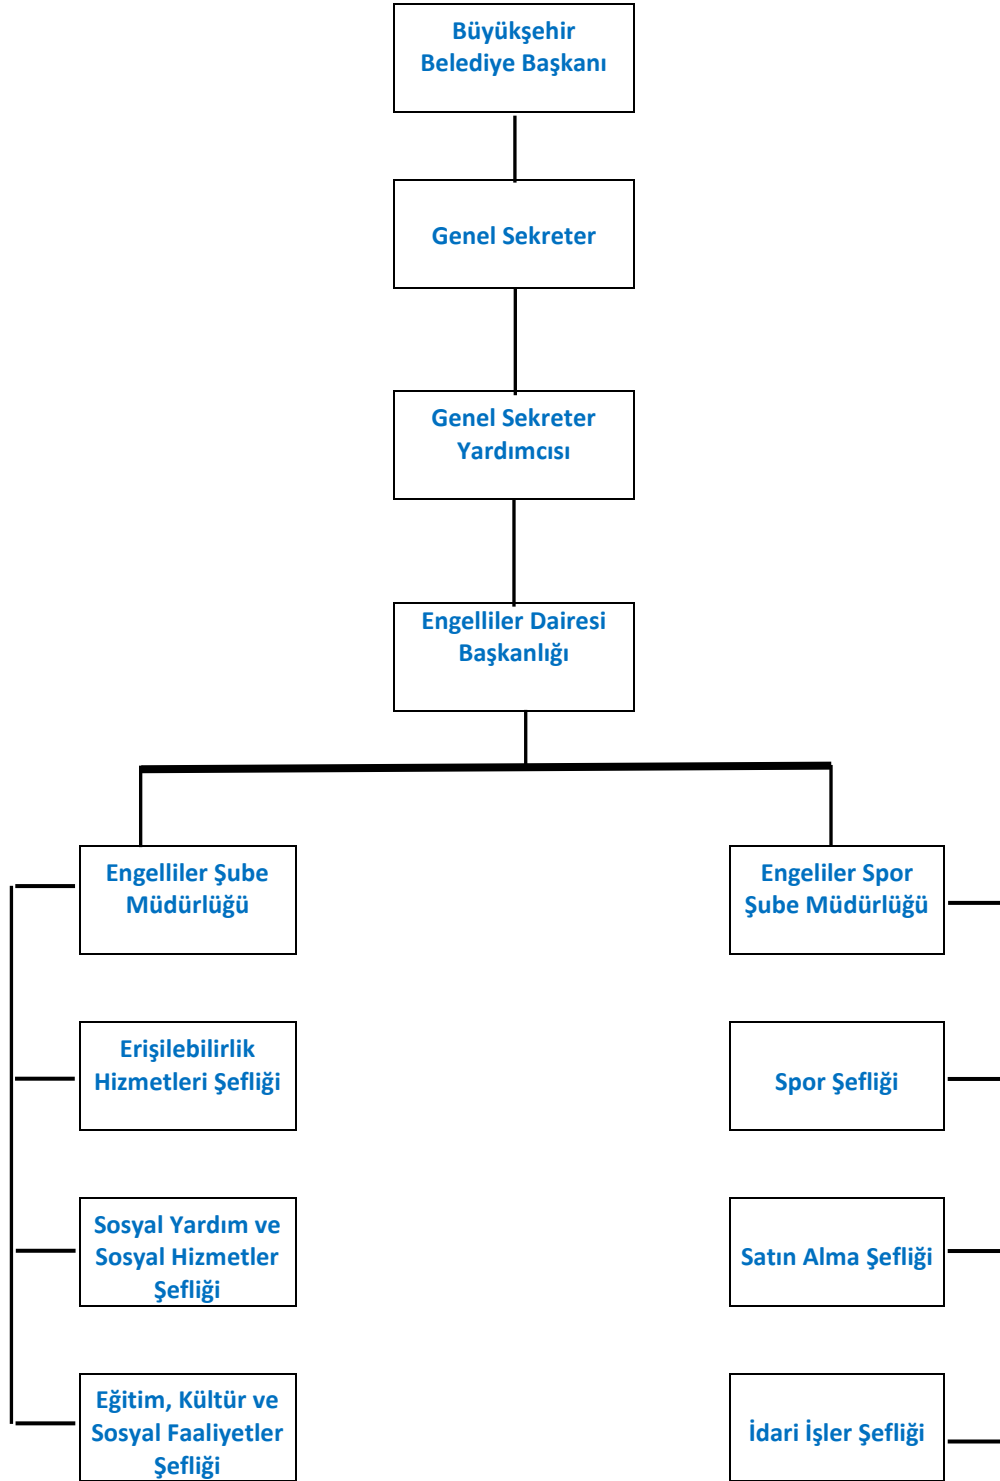 Büyükşehir
Belediye Başkanı
Genel Sekreter
Genel Sekreter
Yardımcısı
Engelliler Dairesi
Başkanlığı
Engelliler Şube
Müdürlüğü
Engeliler Spor
Şube Müdürlüğü
Erişilebilirlik
Hizmetleri Şefliği
Spor Şefliği
Sosyal Yardım ve
Sosyal Hizmetler
Şefliği
Satın Alma Şefliği
Eğitim, Kültür ve
Sosyal Faaliyetler
Şefliği
İdari İşler Şefliği